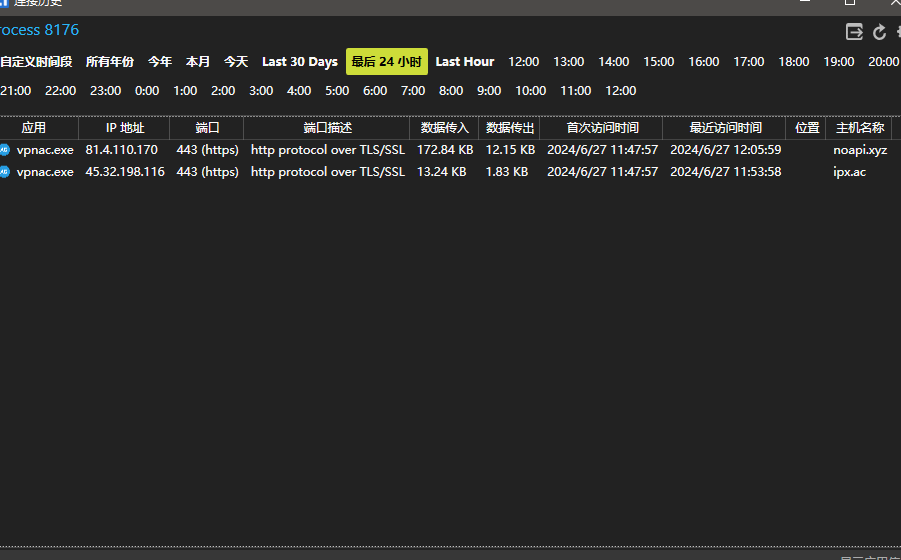 连接历史
rocess 8176
自定义时间段 所有年份 今年 本月 今天 Last 30 Days 最后 24 小时 Last Hour 12:00 13:00 14:00 15:00 16:00 17:00 18:00 19:00 20:00
21:00 22:00 23:00 0:00 1:00 2:00 3:00 4:00 5:00 6:00 7:00 8:00 9:00 10:00 11:00 12:00
应用 IP 地址 端口 端口描述 数据传入 数据传出 首次访问时间 最近访问时间 位置 主机名称
vpnac.exe 81.4.110.170 443 (https) http protocol over TLS/SSL 172.84 KB 12.15 KB 2024/6/27 11:47:57 2024/6/27 12:05:59 noapi.xyz
vpnac.exe 45.32.198.116 443 (https) http protocol over TLS/SSL 13.24 KB 1.83 KB 2024/6/27 11:47:57 2024/6/27 11:53:58 ipx.ac